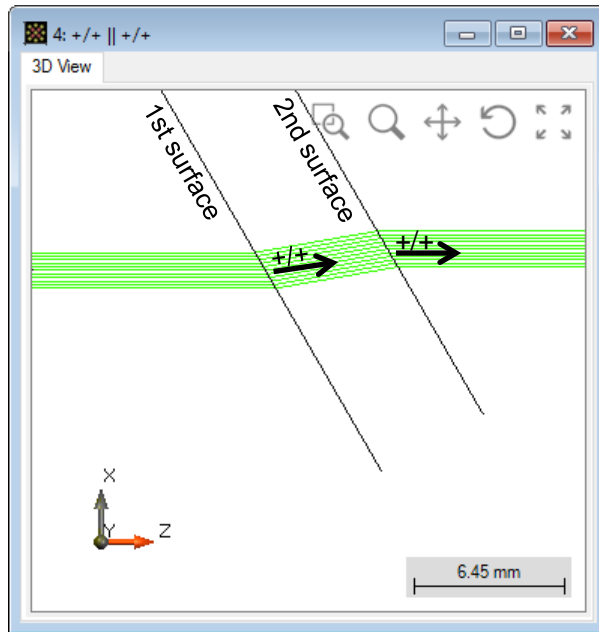 4: +/+ || +/+
3D View
1st surface
2nd surface
+/+
+/+
X
Y
Z
6.45 mm